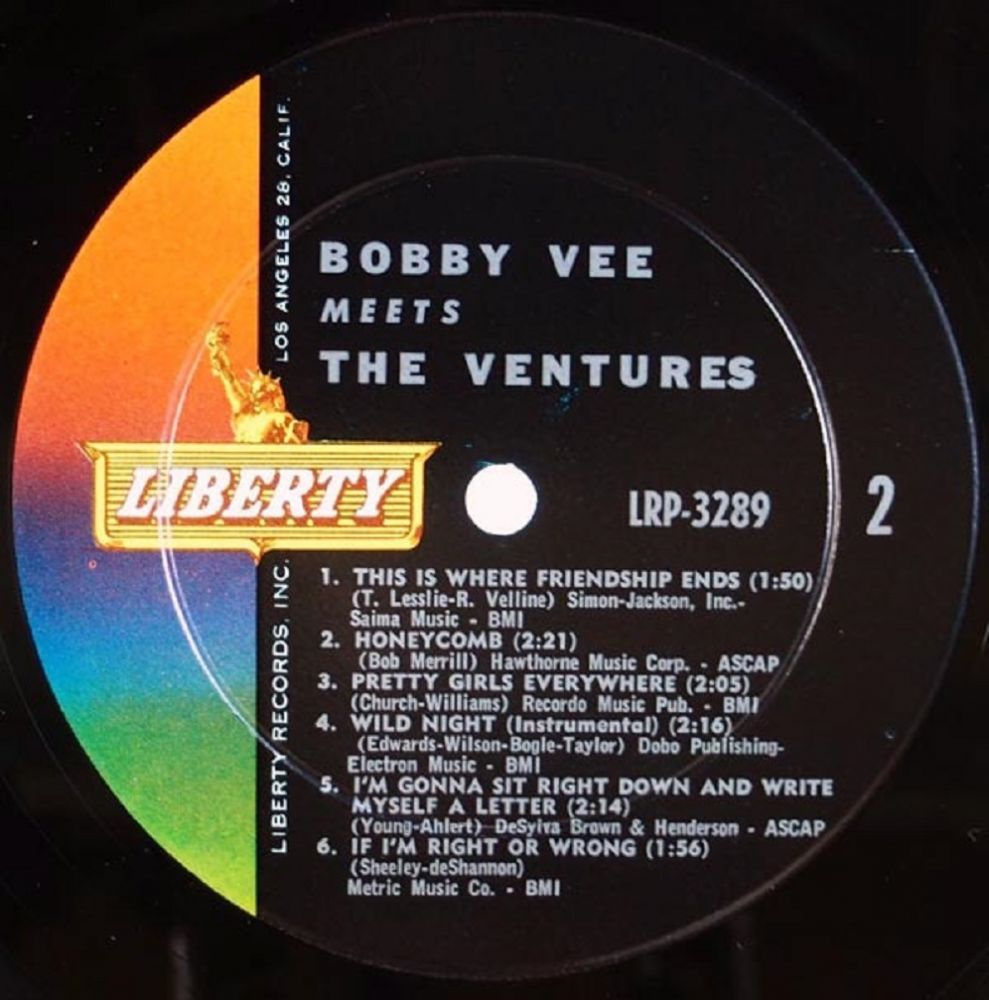 BOBBY VEE
MEETS
THE VENTURES
LOS ANGELES 28, CALIF.
LIBERTY
LIBERTY RECORDS, INC.
LRP-3289
2
1. THIS IS WHERE FRIENDSHIP ENDS (1:50)
(T. Lesslie-R. Velline) Simon-Jackson, Inc.-
Saima Music - BMI
2. HONEYCOMB (2:21)
(Bob Merrill) Hawthorne Music Corp. - ASCAP
3. PRETTY GIRLS EVERYWHERE (2:05)
(Church-Williams) Recordo Music Pub. - BMI
4. WILD NIGHT (Instrumental) (2:16)
(Edwards-Wilson-Bogle-Taylor) Dobo Publishing-
Electron Music - BMI
5. I'M GONNA SIT RIGHT DOWN AND WRITE
MYSELF A LETTER (2:14)
(Young-Ahlert) DeSylva Brown & Henderson - ASCAP
6. IF I'M RIGHT OR WRONG (1:56)
(Sheeley-deShannon)
Metric Music Co. - BMI